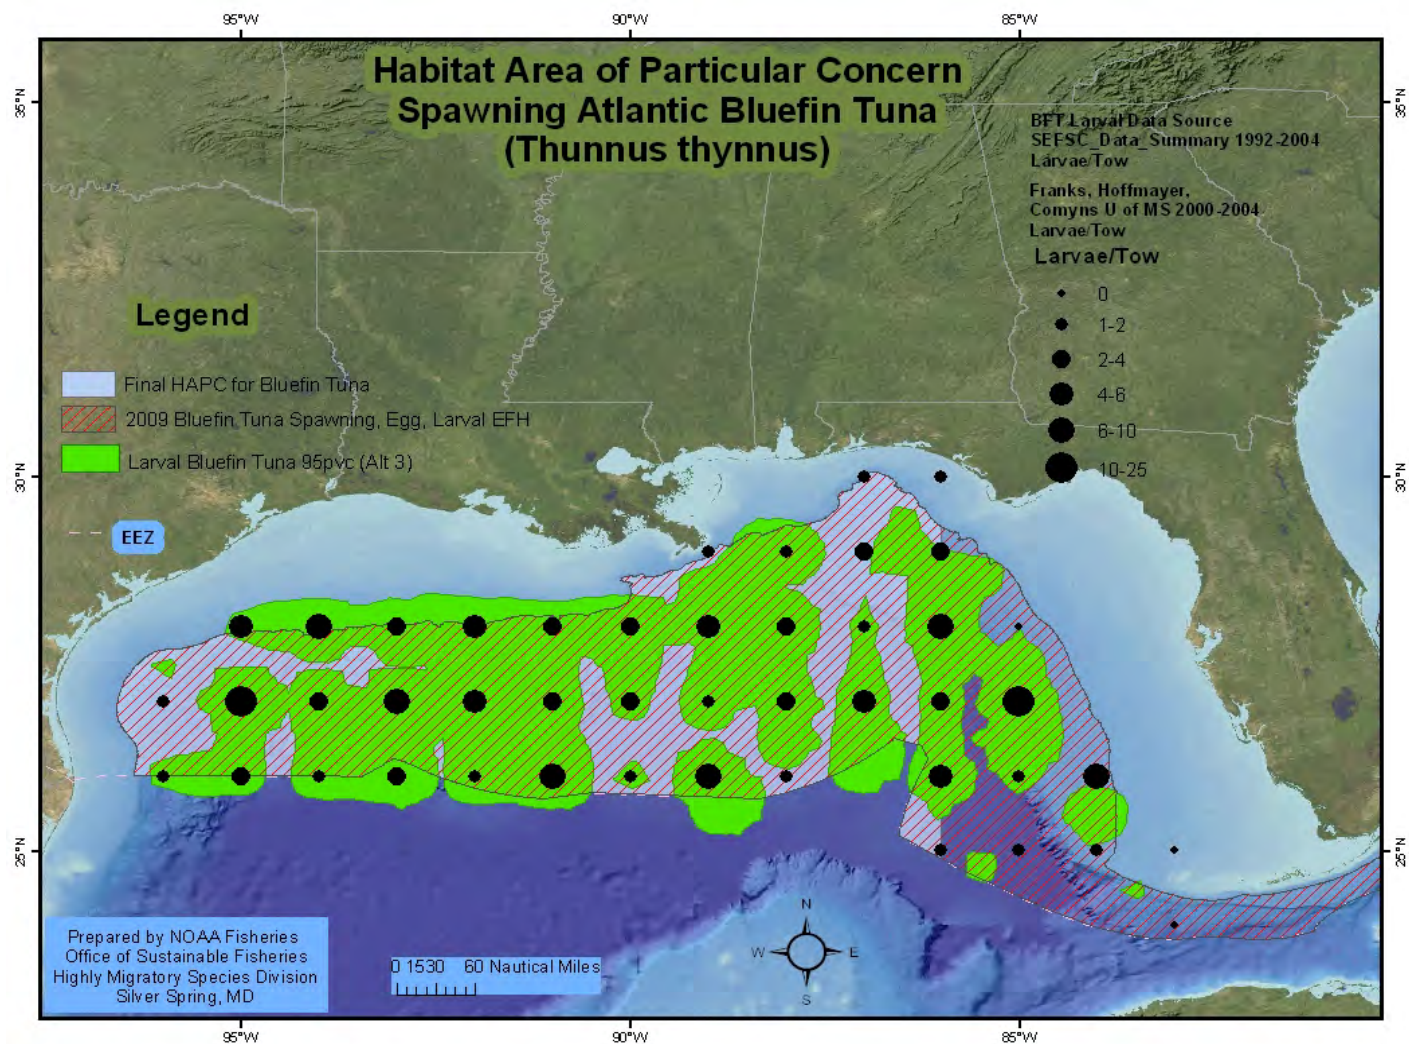 95°W
90°W
85°W
Habitat Area of Particular Concern
Spawning Atlantic Bluefin Tuna
(Thunnus thynnus)
35°N
35°N
BFT Larval Data Source
SEFSC_Data_Summary 1992-2004
Larvae/Tow
Franks, Hoffmayer,
Comyns U of MS 2000-2004
Larvae/Tow
Larvae/Tow
0
1-2
2-4
4-6
6-10
10-25
Legend
Final HAPC for Bluefin Tuna
2009 Bluefin Tuna Spawning, Egg, Larval EFH
Larval Bluefin Tuna 95pvc (Alt 3)
EEZ
30°N
30°N
25°N
25°N
Prepared by NOAA Fisheries
Office of Sustainable Fisheries
Highly Migratory Species Division
Silver Spring, MD
0 1530 60 Nautical Miles
N
W
E
S
95°W
90°W
85°W